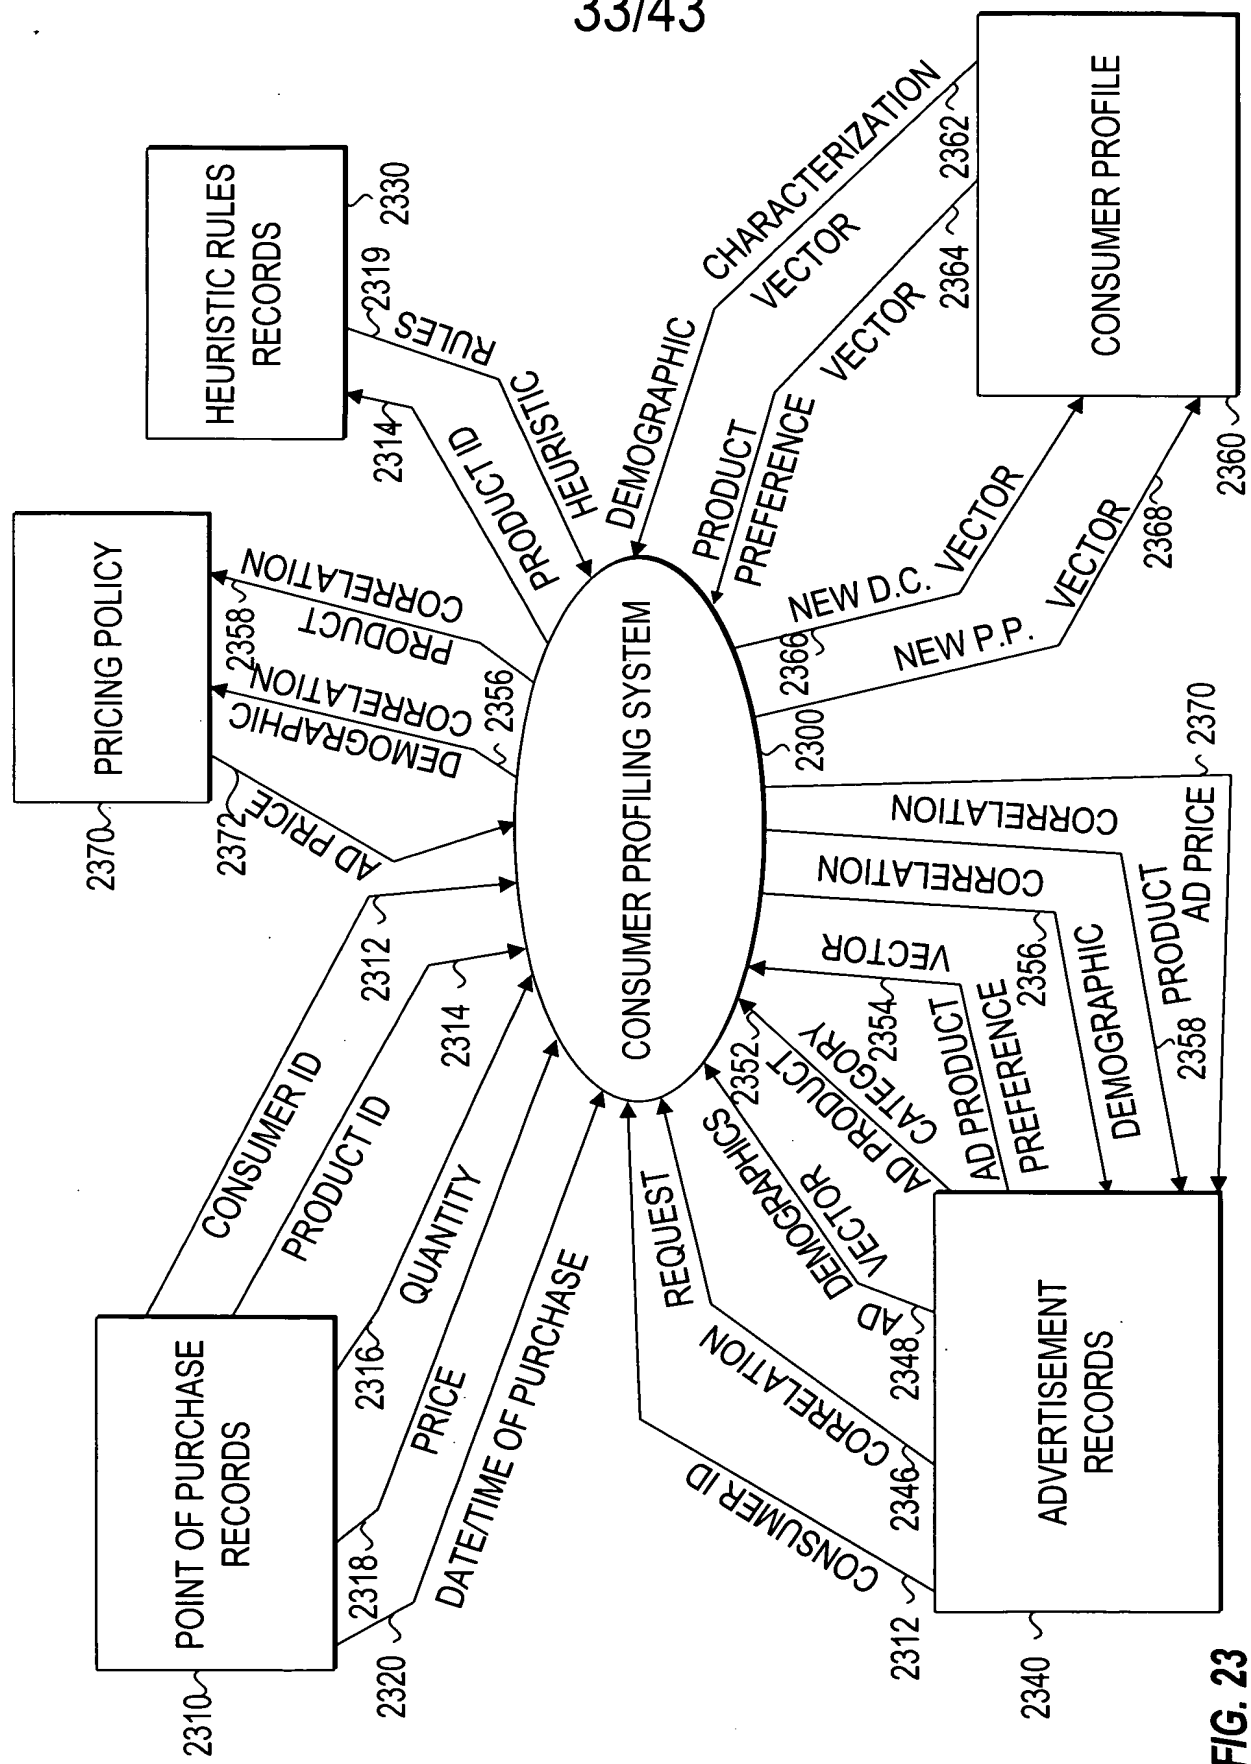 33/43
POINT OF PURCHASE
RECORDS
2310
CONSUMER ID
2312
PRODUCT ID
2314
QUANTITY
2316
PRICE
2318
DATE/TIME OF PURCHASE
2320
PRICING POLICY
2370
AD PRICE
2372
DEMOGRAPHIC
CORRELATION
2356
PRODUCT
CORRELATION
2358
HEURISTIC RULES
RECORDS
2330
PRODUCT ID
2314
HEURISTIC
RULES
2319
CONSUMER PROFILING SYSTEM
2300
ADVERTISEMENT
RECORDS
2340
CONSUMER ID
2312
CORRELATION
REQUEST
2346
AD DEMOGRAPHICS
VECTOR
2348
AD PRODUCT
CATEGORY
2352
AD PRODUCT
PREFERENCE
VECTOR
2354
DEMOGRAPHIC
CORRELATION
2356
PRODUCT
CORRELATION
2358
AD PRICE
2370
DEMOGRAPHIC
CHARACTERIZATION
VECTOR
2362
PRODUCT
PREFERENCE
VECTOR
2364
NEW D.C. VECTOR
2366
NEW P.P. VECTOR
2368
CONSUMER PROFILE
2360
FIG. 23